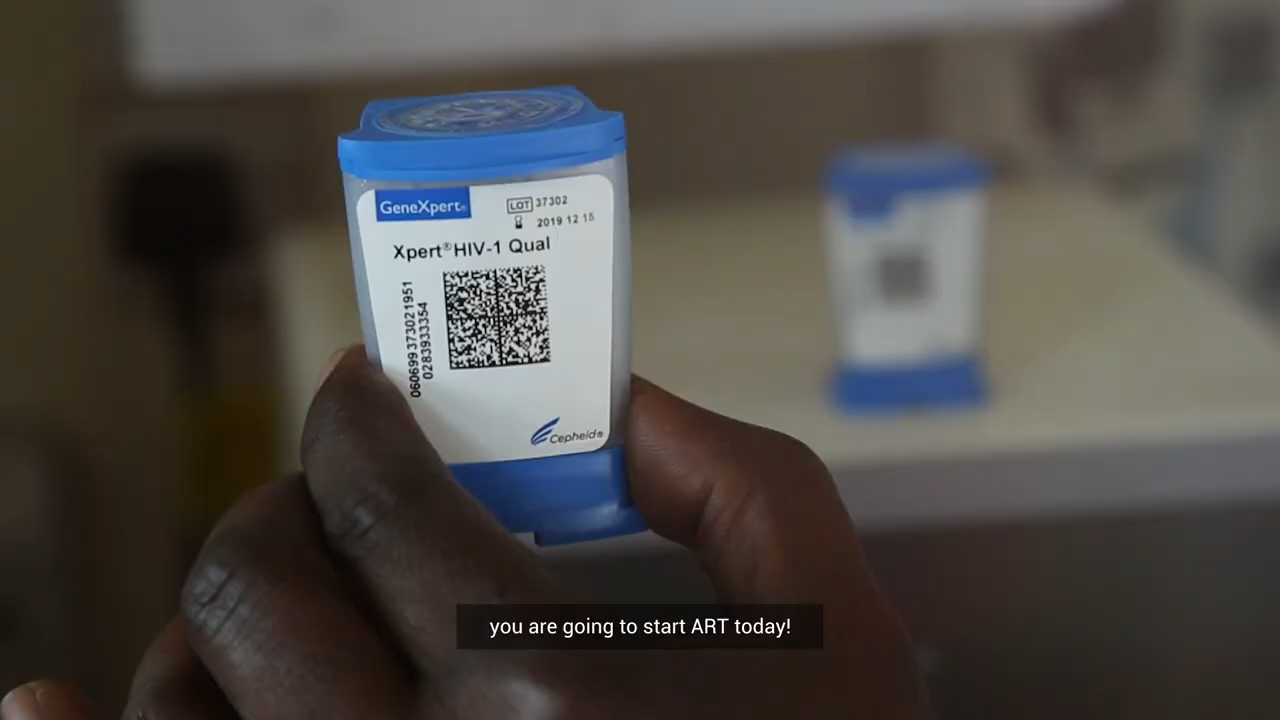 GeneXpert®
LOT 37302
2019 12 15
Xpert® HIV-1 Qual
060699373021951
0283933354
Cepheid®
you are going to start ART today!